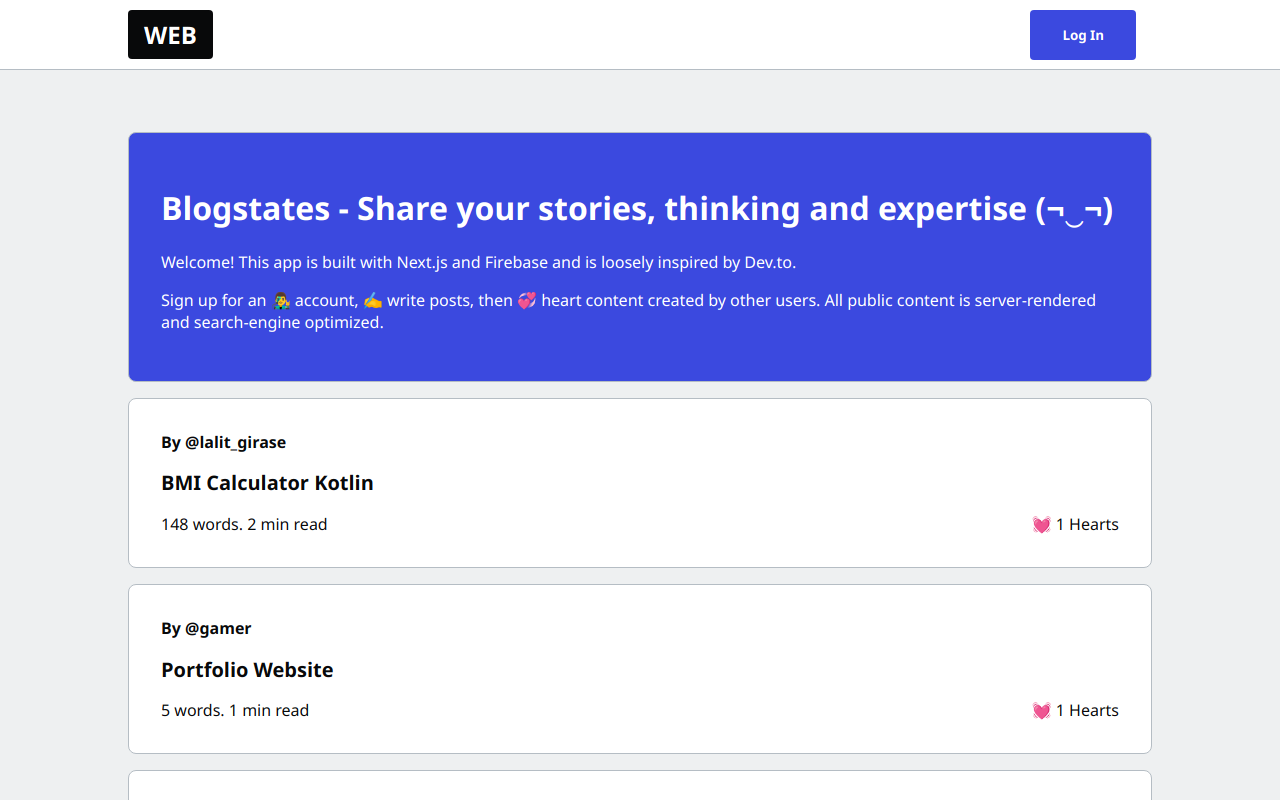 WEB
Log In
Blogstates - Share your stories, thinking and expertise (¬‿¬)
Welcome! This app is built with Next.js and Firebase and is loosely inspired by Dev.to.
Sign up for an 👨‍🎤 account, ✍️ write posts, then 💞 heart content created by other users. All public content is server-rendered
and search-engine optimized.
By @lalit_girase
BMI Calculator Kotlin
148 words. 2 min read
💓 1 Hearts
By @gamer
Portfolio Website
5 words. 1 min read
💓 1 Hearts